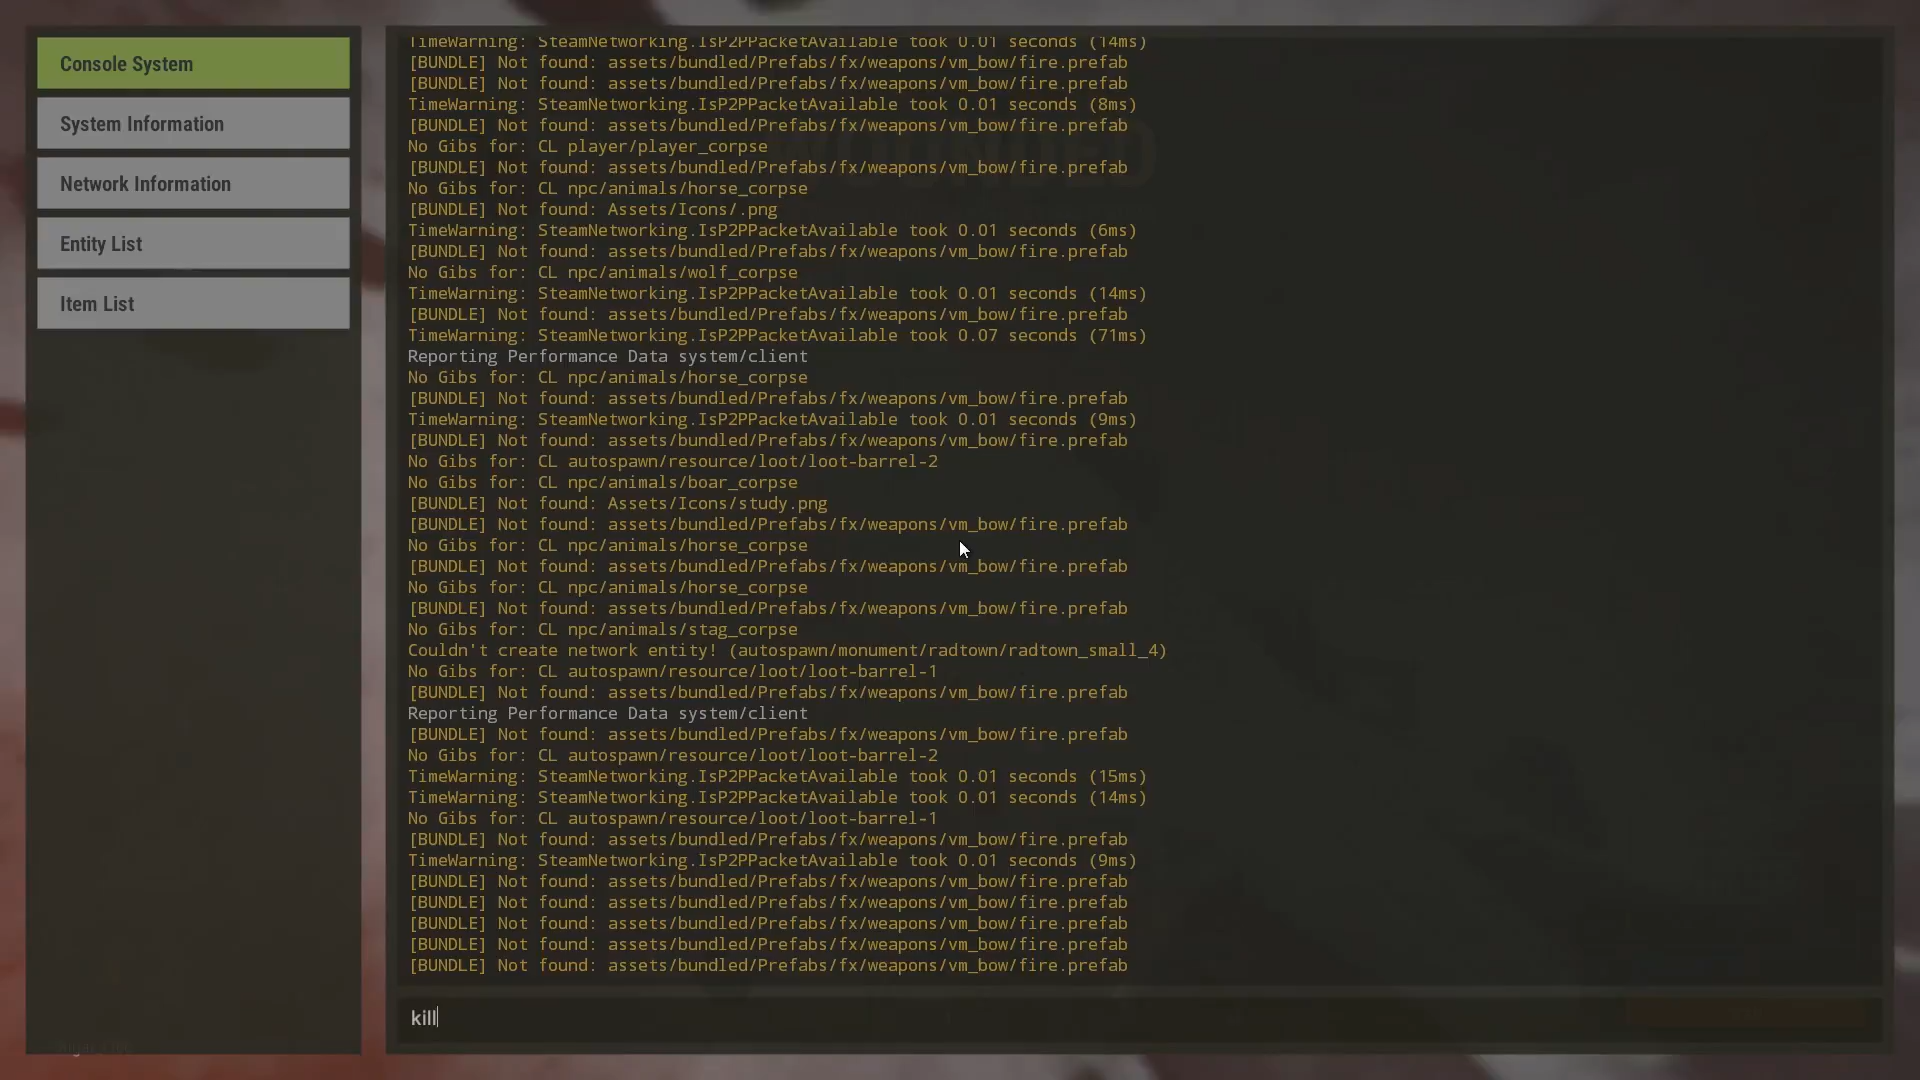 Console System
System Information
Network Information
Entity List
Item List
TimeWarning: SteamNetworking.IsP2PPacketAvailable took 0.01 seconds (14ms)
[BUNDLE] Not found: assets/bundled/Prefabs/fx/weapons/vm_bow/fire.prefab
[BUNDLE] Not found: assets/bundled/Prefabs/fx/weapons/vm_bow/fire.prefab
TimeWarning: SteamNetworking.IsP2PPacketAvailable took 0.01 seconds (8ms)
[BUNDLE] Not found: assets/bundled/Prefabs/fx/weapons/vm_bow/fire.prefab
No Gibs for: CL player/player_corpse
[BUNDLE] Not found: assets/bundled/Prefabs/fx/weapons/vm_bow/fire.prefab
No Gibs for: CL npc/animals/horse_corpse
[BUNDLE] Not found: Assets/Icons/.png
TimeWarning: SteamNetworking.IsP2PPacketAvailable took 0.01 seconds (6ms)
[BUNDLE] Not found: assets/bundled/Prefabs/fx/weapons/vm_bow/fire.prefab
No Gibs for: CL npc/animals/wolf_corpse
TimeWarning: SteamNetworking.IsP2PPacketAvailable took 0.01 seconds (14ms)
[BUNDLE] Not found: assets/bundled/Prefabs/fx/weapons/vm_bow/fire.prefab
TimeWarning: SteamNetworking.IsP2PPacketAvailable took 0.07 seconds (71ms)
Reporting Performance Data system/client
No Gibs for: CL npc/animals/horse_corpse
[BUNDLE] Not found: assets/bundled/Prefabs/fx/weapons/vm_bow/fire.prefab
TimeWarning: SteamNetworking.IsP2PPacketAvailable took 0.01 seconds (9ms)
[BUNDLE] Not found: assets/bundled/Prefabs/fx/weapons/vm_bow/fire.prefab
No Gibs for: CL autospawn/resource/loot/loot-barrel-2
No Gibs for: CL npc/animals/boar_corpse
[BUNDLE] Not found: Assets/Icons/study.png
[BUNDLE] Not found: assets/bundled/Prefabs/fx/weapons/vm_bow/fire.prefab
No Gibs for: CL npc/animals/horse_corpse
[BUNDLE] Not found: assets/bundled/Prefabs/fx/weapons/vm_bow/fire.prefab
No Gibs for: CL npc/animals/horse_corpse
[BUNDLE] Not found: assets/bundled/Prefabs/fx/weapons/vm_bow/fire.prefab
No Gibs for: CL npc/animals/stag_corpse
Couldn't create network entity! (autospawn/monument/radtown/radtown_small_4)
No Gibs for: CL autospawn/resource/loot/loot-barrel-1
[BUNDLE] Not found: assets/bundled/Prefabs/fx/weapons/vm_bow/fire.prefab
Reporting Performance Data system/client
[BUNDLE] Not found: assets/bundled/Prefabs/fx/weapons/vm_bow/fire.prefab
No Gibs for: CL autospawn/resource/loot/loot-barrel-2
TimeWarning: SteamNetworking.IsP2PPacketAvailable took 0.01 seconds (15ms)
TimeWarning: SteamNetworking.IsP2PPacketAvailable took 0.01 seconds (14ms)
No Gibs for: CL autospawn/resource/loot/loot-barrel-1
[BUNDLE] Not found: assets/bundled/Prefabs/fx/weapons/vm_bow/fire.prefab
TimeWarning: SteamNetworking.IsP2PPacketAvailable took 0.01 seconds (9ms)
[BUNDLE] Not found: assets/bundled/Prefabs/fx/weapons/vm_bow/fire.prefab
[BUNDLE] Not found: assets/bundled/Prefabs/fx/weapons/vm_bow/fire.prefab
[BUNDLE] Not found: assets/bundled/Prefabs/fx/weapons/vm_bow/fire.prefab
[BUNDLE] Not found: assets/bundled/Prefabs/fx/weapons/vm_bow/fire.prefab
[BUNDLE] Not found: assets/bundled/Prefabs/fx/weapons/vm_bow/fire.prefab
kill